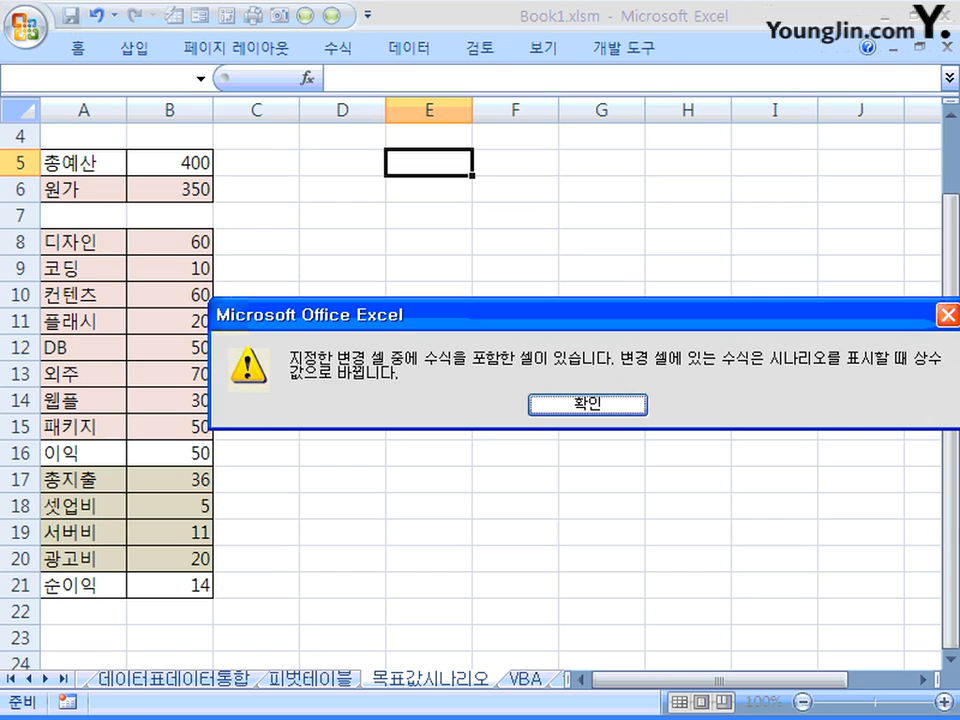 Book1.xlsm - Microsoft Excel
YoungJin.com Y.
홈 삽입 페이지 레이아웃 수식 데이터 검토 보기 개발 도구
fx
A B C D E F G H I J
4
5 총예산 400
6 원가 350
7
8 디자인 60
9 코딩 10
10 컨텐츠 60
11 플래시 20
12 DB 50
13 외주 70
14 웹플 30
15 패키지 50
16 이익 50
17 총지출 36
18 셋업비 5
19 서버비 11
20 광고비 20
21 순이익 14
22
23
24
Microsoft Office Excel
지정한 변경 셀 중에 수식을 포함한 셀이 있습니다. 변경 셀에 있는 수식은 시나리오를 표시할 때 상수
값으로 바뀝니다.
확인
데이터표데이터통합 피벗테이블 목표값시나리오 VBA
준비 100%